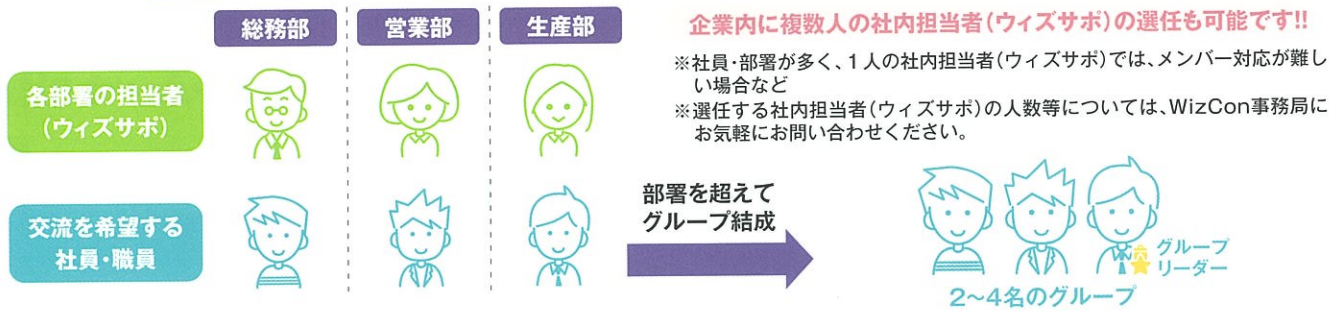 総務部
営業部
生産部
各部署の担当者
(ウィズサポ)
交流を希望する
社員・職員
企業内に複数人の社内担当者(ウィズサポ)の選任も可能です!!
※社員・部署が多く、1人の社内担当者(ウィズサポ)では、メンバー対応が難し
い場合など
※選任する社内担当者(ウィズサポ)の人数等については、WizCon事務局に
お気軽にお問い合わせください。
部署を超えて
グループ結成
グループ
リーダー
2〜4名のグループ